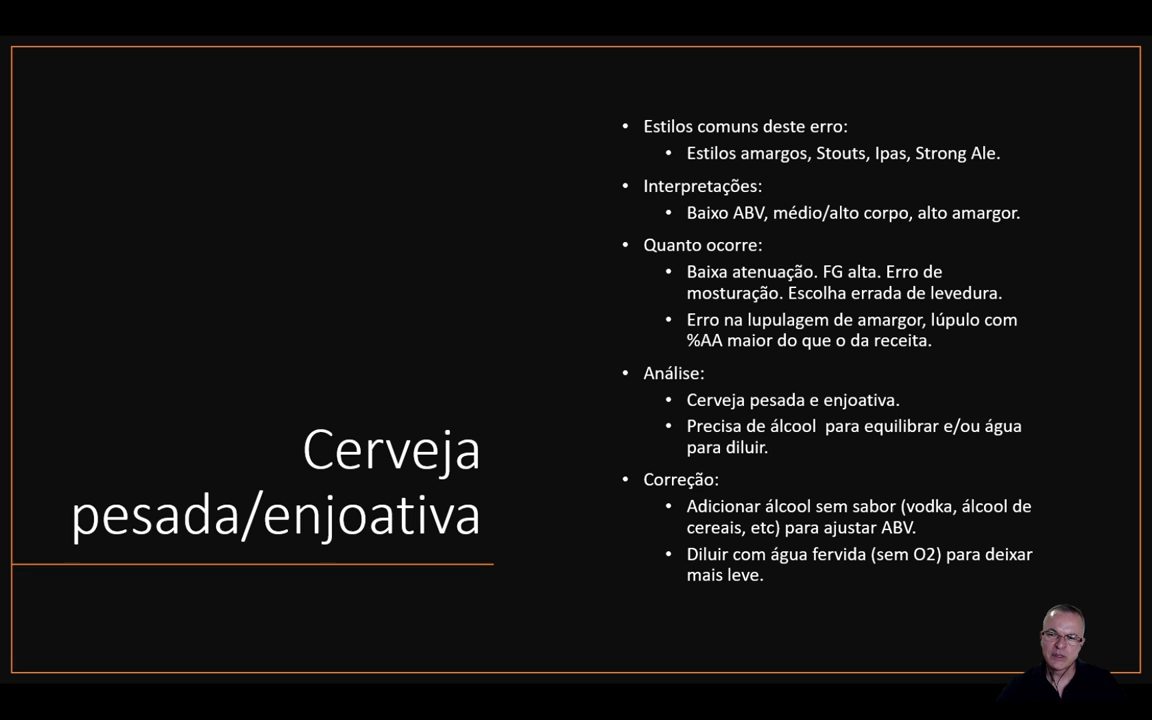 Cerveja
pesada/enjoativa
• Estilos comuns deste erro:
• Estilos amargos, Stouts, Ipas, Strong Ale.
• Interpretações:
• Baixo ABV, médio/alto corpo, alto amargor.
• Quanto ocorre:
• Baixa atenuação. FG alta. Erro de
mosturação. Escolha errada de levedura.
• Erro na lupulagem de amargor, lúpulo com
%AA maior do que o da receita.
• Análise:
• Cerveja pesada e enjoativa.
• Precisa de álcool  para equilibrar e/ou água
para diluir.
• Correção:
• Adicionar álcool sem sabor (vodka, álcool de
cereais, etc) para ajustar ABV.
• Diluir com água fervida (sem O2) para deixar
mais leve.